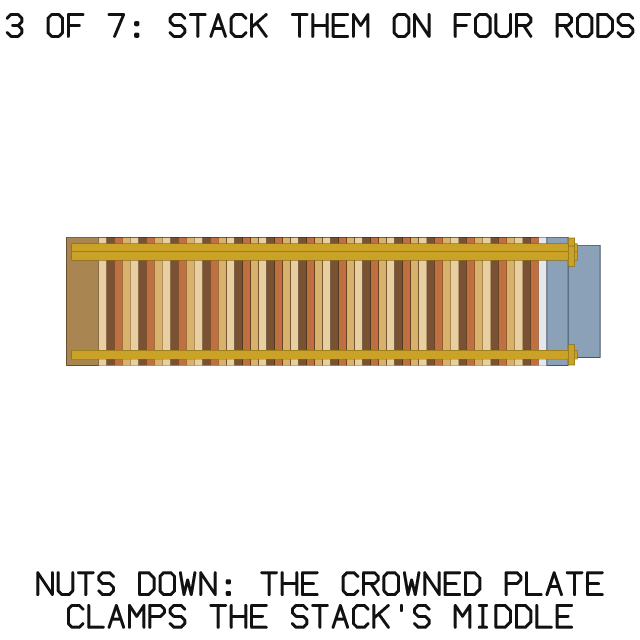 3 OF 7: STACK THEM ON FOUR RODS
NUTS DOWN: THE CROWNED PLATE
CLAMPS THE STACK'S MIDDLE